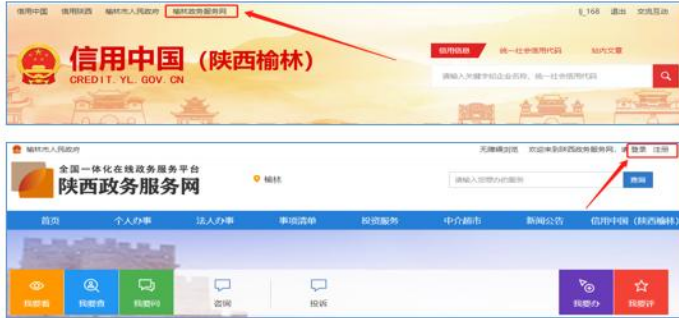 信用中国 信用陕西 榆林市人民政府 榆林政务服务网 lj_168 退出 交流互动
信用中国 (陕西榆林)
CREDIT. YL. GOV. CN
信用信息 统一社会信用代码 站内文章
请输入关键字如企业名称、统一社会信用代码
榆林市人民政府 无障碍浏览 欢迎来到陕西政务服务网, 请 登录 注册
全国一体化在线政务服务平台
陕西政务服务网
榆林
请输入您想办的服务
查询
首页 个人办事 法人办事 事项清单 投资服务 中介超市 新闻公告 信用中国 (陕西榆林)
我要看 我要查 我要问 咨询 投诉 我要办 我要评